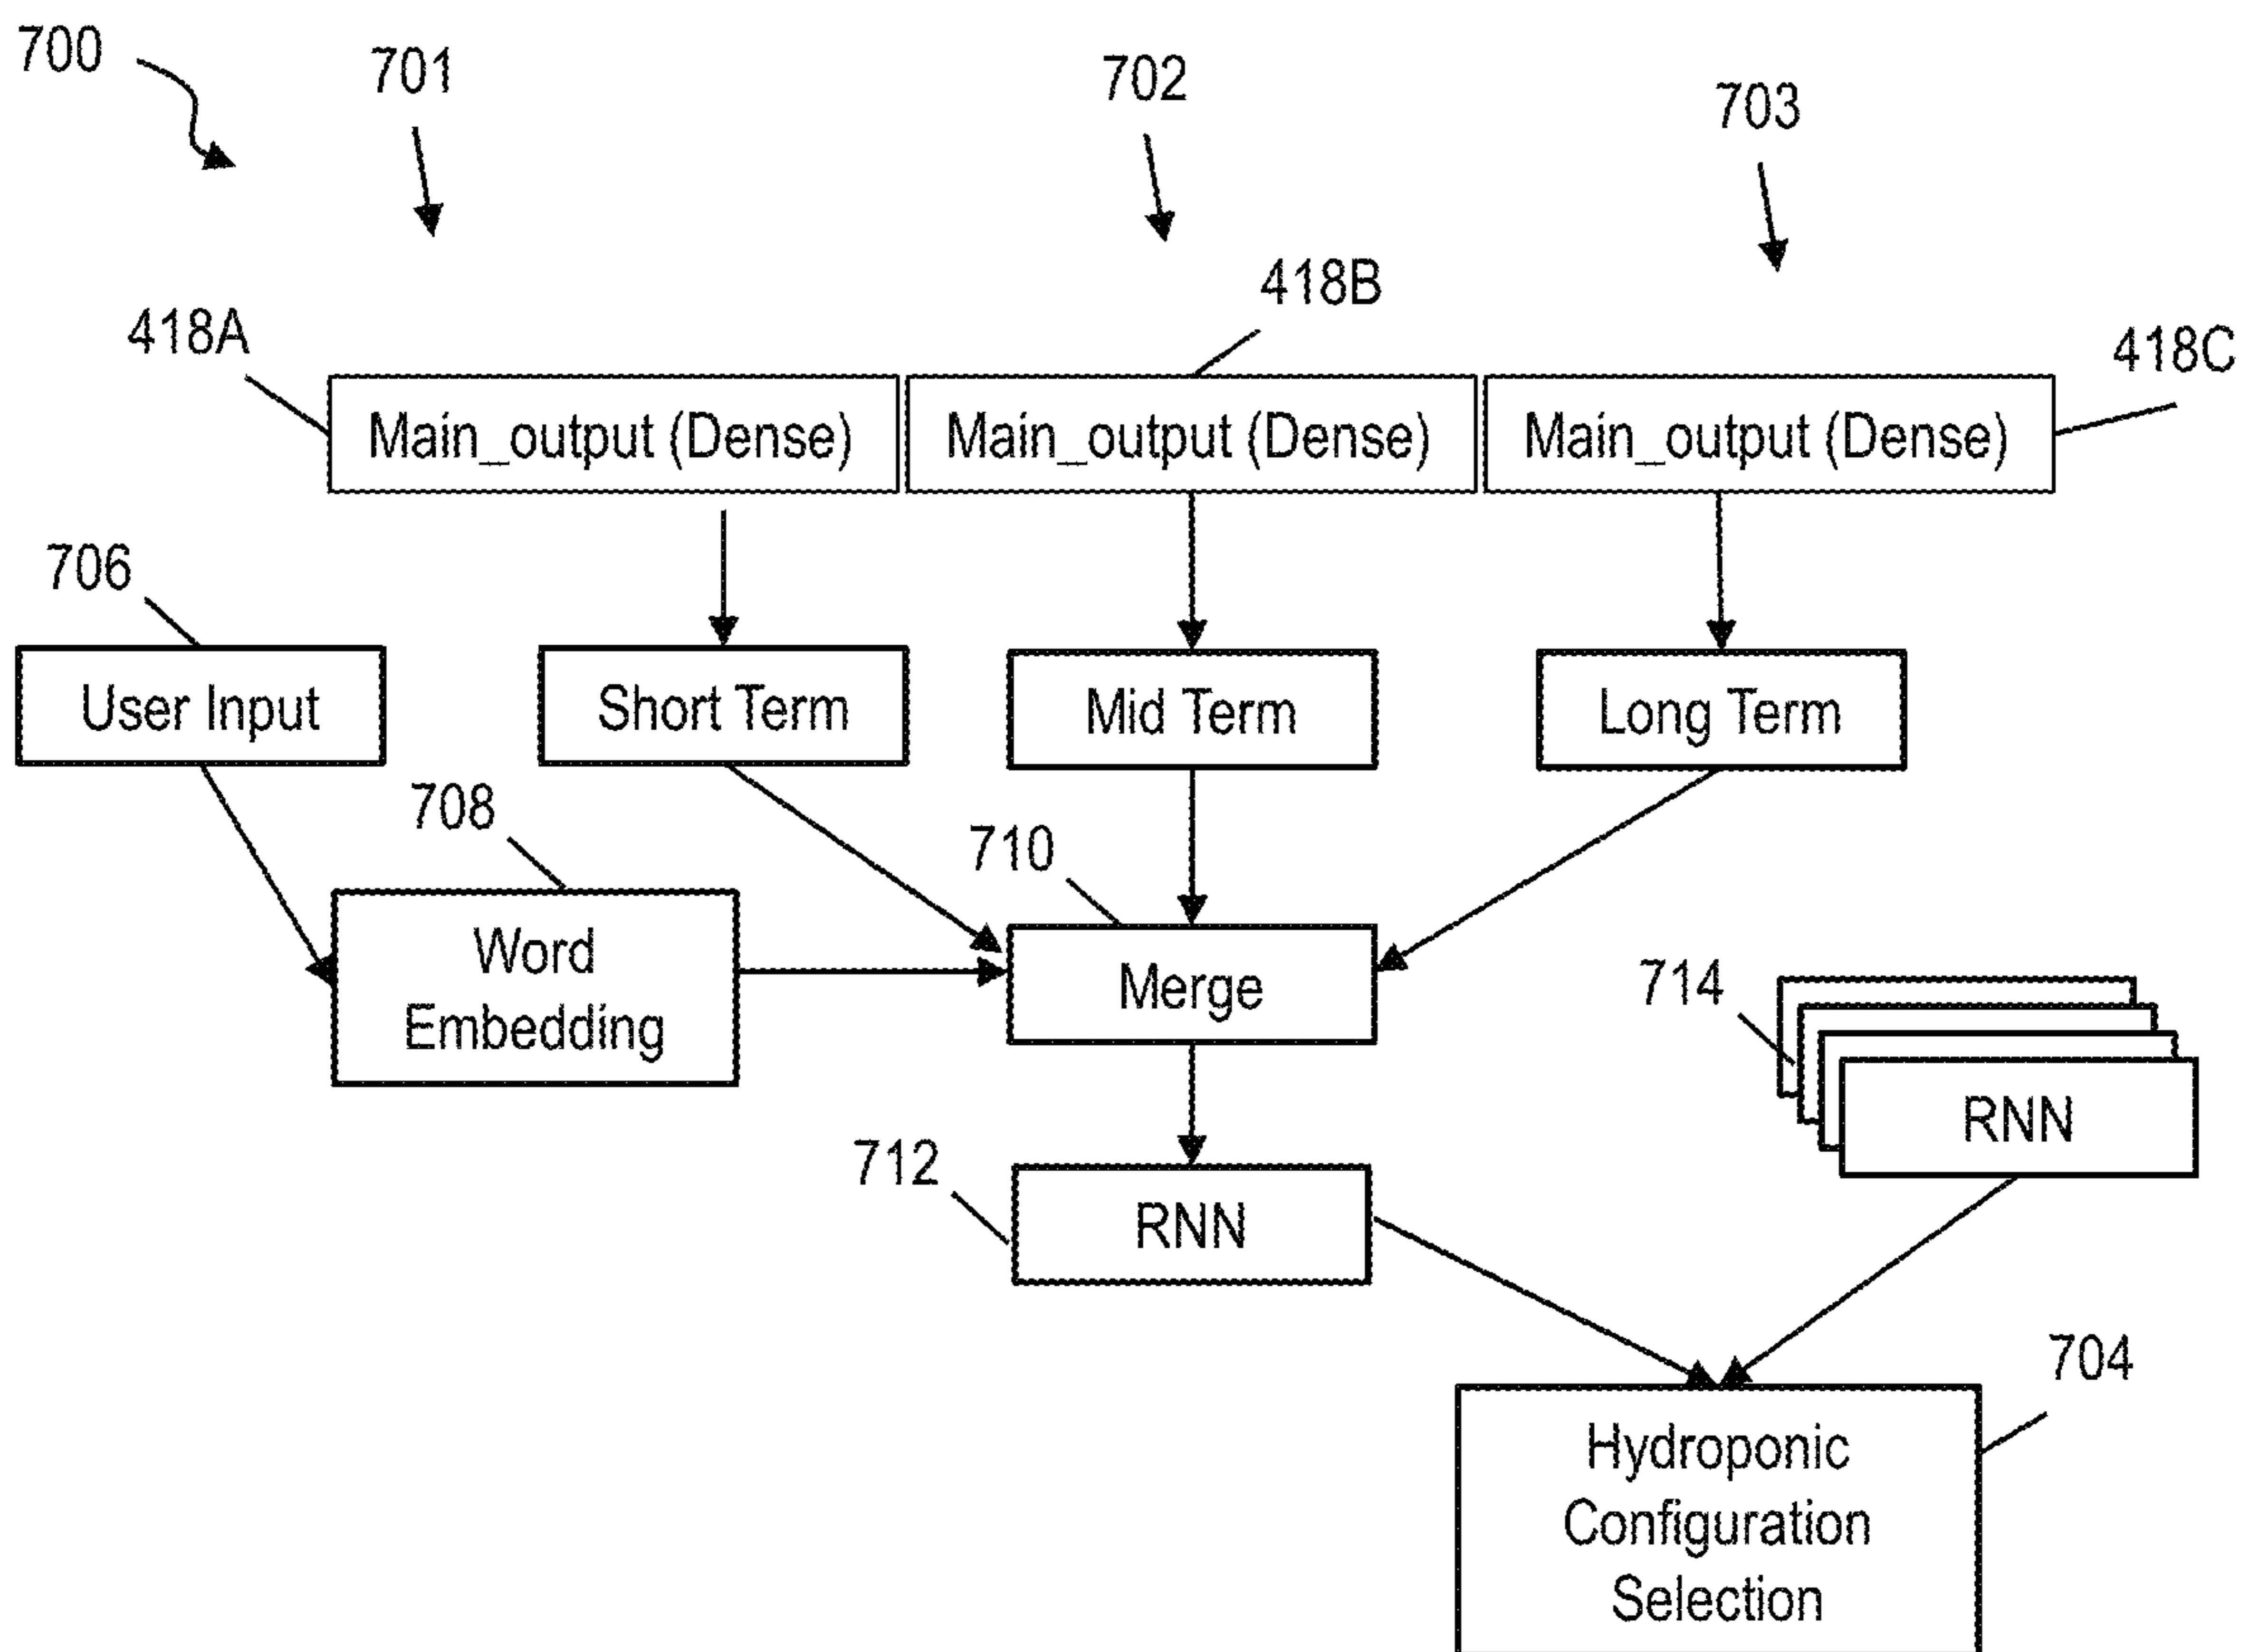 700
701
702
703
418A
418B
418C
Main_output (Dense)
Main_output (Dense)
Main_output (Dense)
706
User Input
Short Term
Mid Term
Long Term
708
Word
Embedding
710
Merge
714
RNN
712
RNN
704
Hydroponic
Configuration
Selection